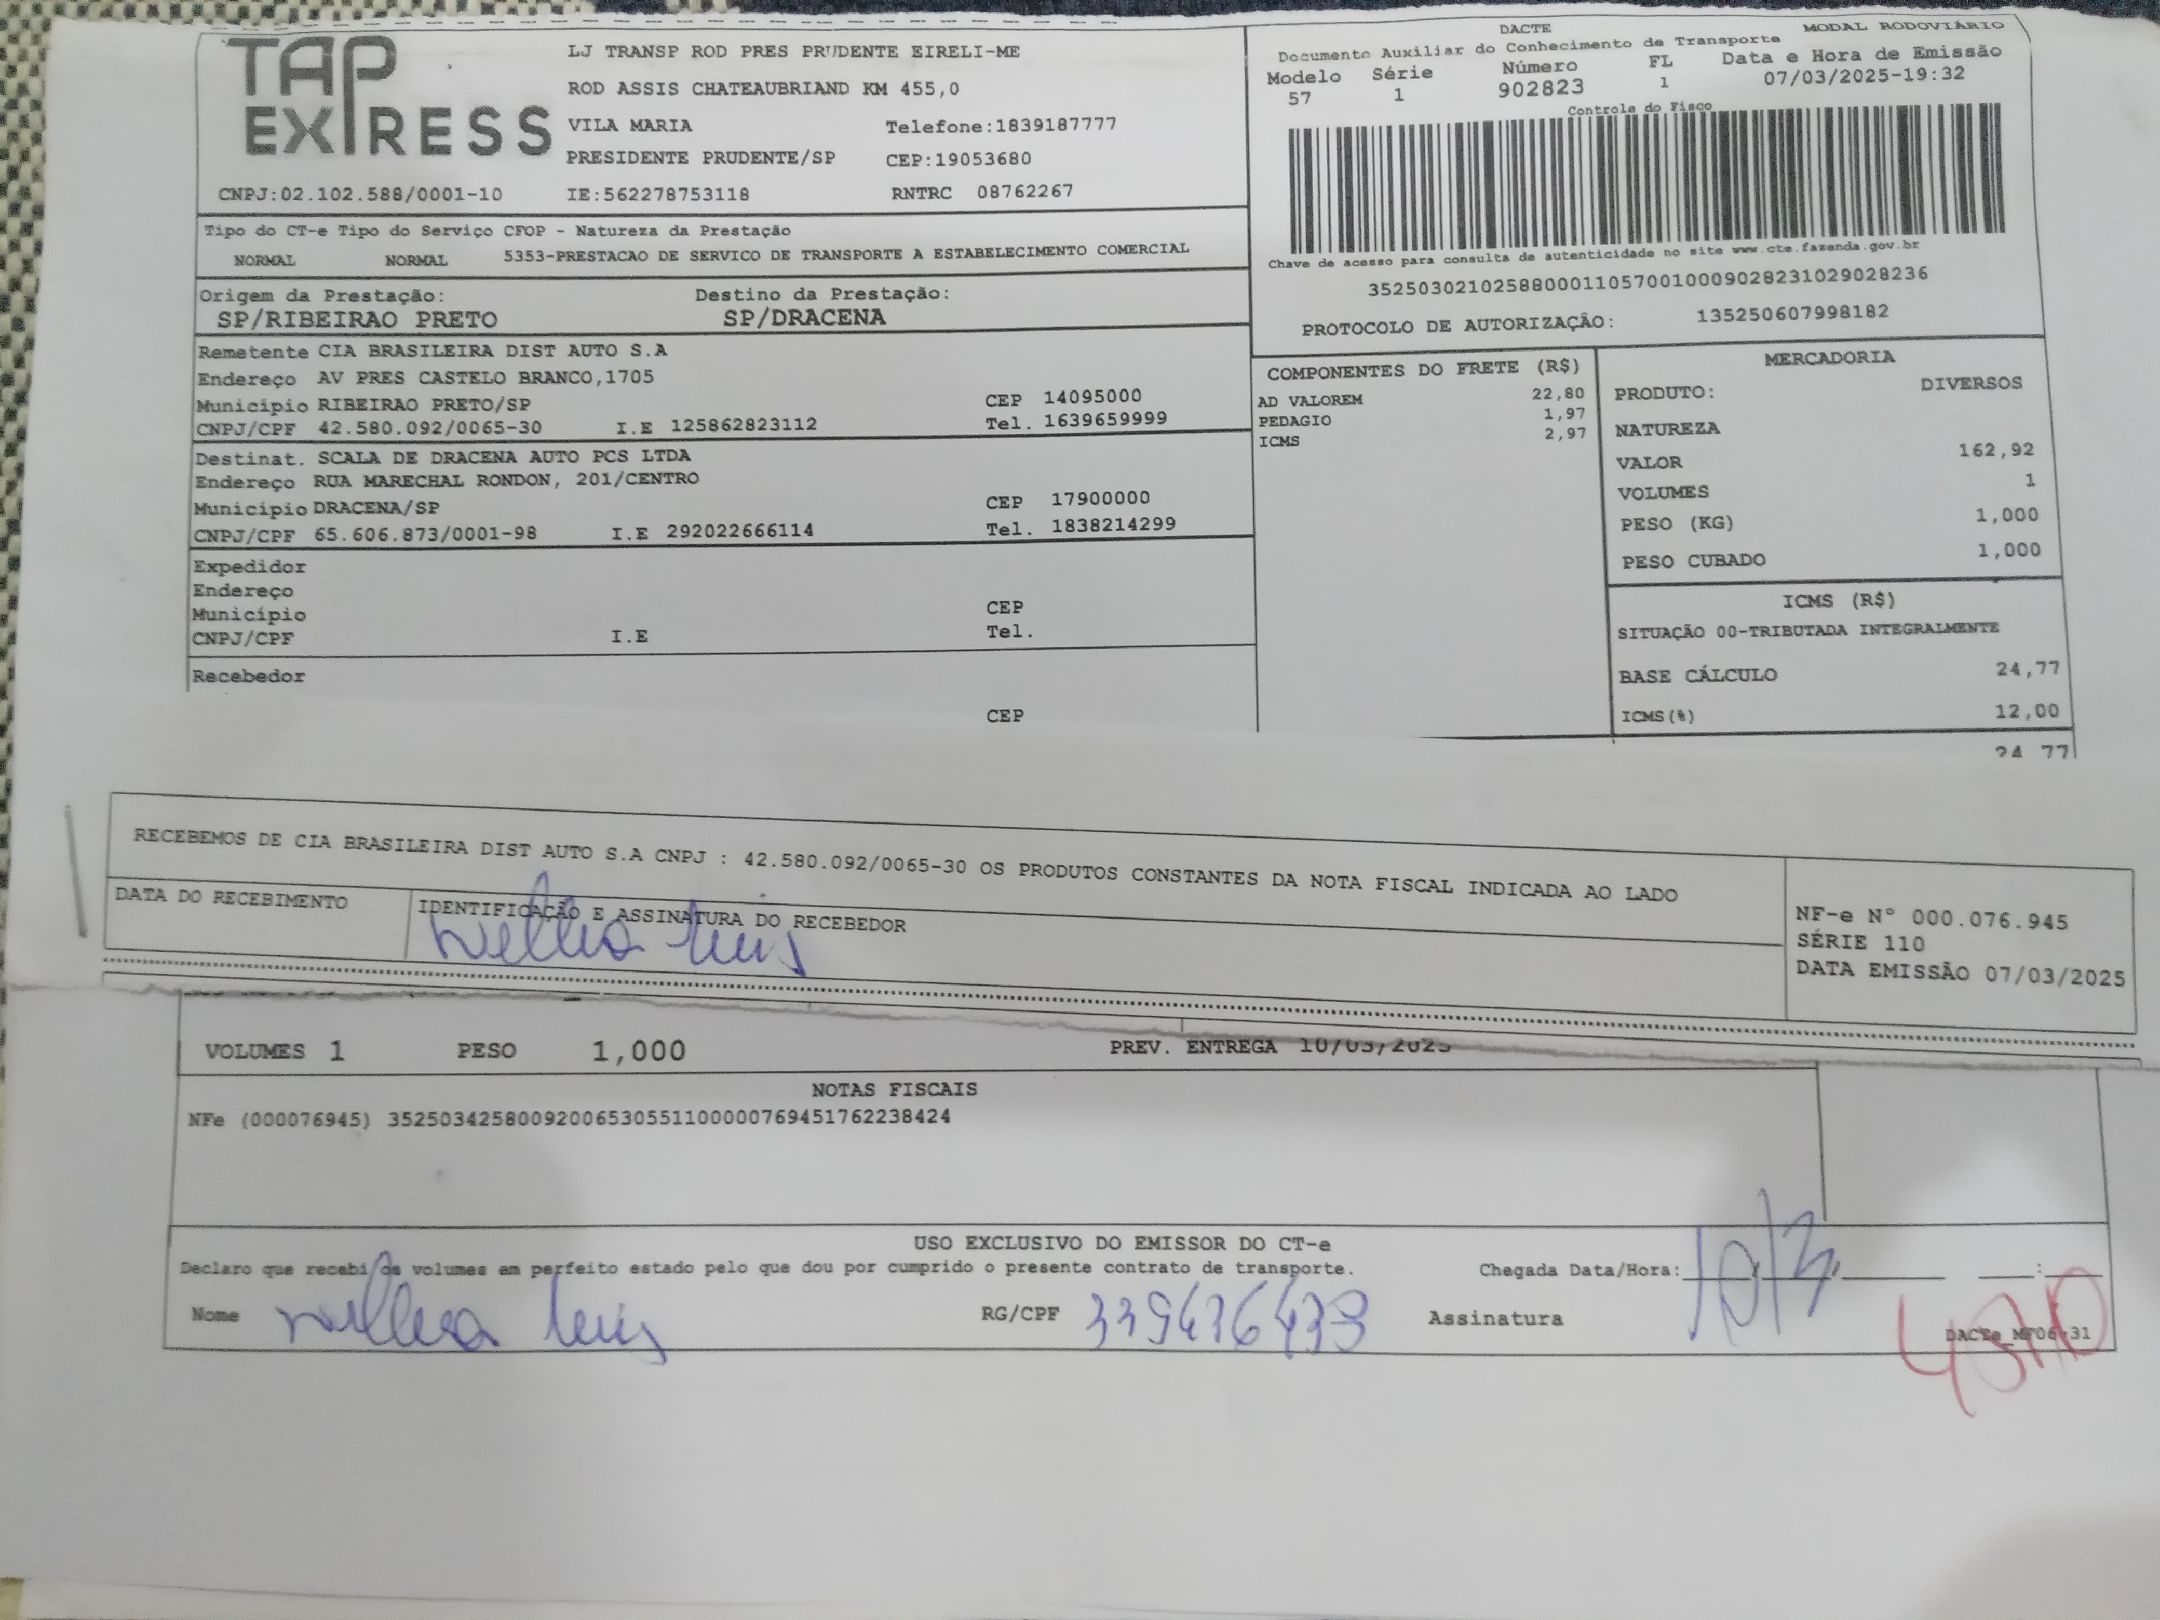 TAP
EXPRESS
LJ TRANSP ROD PRES PRUDENTE EIRELI-ME
ROD ASSIS CHATEAUBRIAND KM 455,0
VILA MARIA Telefone:1839187777
PRESIDENTE PRUDENTE/SP CEP:19053680
CNPJ:02.102.588/0001-10 IE:562278753118 RNTRC 08762267
DACTE MODAL RODOVIÁRIO
Documento Auxiliar do Conhecimento de Transporte
Modelo Série Número FL Data e Hora de Emissão
57 1 902823 1 07/03/2025-19:32
Controle do Fisco
Chave de acesso para consulta de autenticidade no site www.cte.fazenda.gov.br
35250302102588000110570010009028231029028236
PROTOCOLO DE AUTORIZAÇÃO: 135250607998182
Tipo do CT-e Tipo do Serviço CFOP - Natureza da Prestação
NORMAL NORMAL 5353-PRESTACAO DE SERVICO DE TRANSPORTE A ESTABELECIMENTO COMERCIAL
Origem da Prestação: Destino da Prestação:
SP/RIBEIRAO PRETO SP/DRACENA
Remetente CIA BRASILEIRA DIST AUTO S.A
Endereço AV PRES CASTELO BRANCO,1705
Município RIBEIRAO PRETO/SP CEP 14095000
CNPJ/CPF 42.580.092/0065-30 I.E 125862823112 Tel. 1639659999
Destinat. SCALA DE DRACENA AUTO PCS LTDA
Endereço RUA MARECHAL RONDON, 201/CENTRO
Município DRACENA/SP CEP 17900000
CNPJ/CPF 65.606.873/0001-98 I.E 292022666114 Tel. 1838214299
Expedidor
Endereço
Município CEP
CNPJ/CPF I.E Tel.
Recebedor
CEP
COMPONENTES DO FRETE (R$)
AD VALOREM 22,80
PEDAGIO 1,97
ICMS 2,97
MERCADORIA
PRODUTO: DIVERSOS
NATUREZA
VALOR 162,92
VOLUMES 1
PESO (KG) 1,000
PESO CUBADO 1,000
ICMS (R$)
SITUAÇÃO 00-TRIBUTADA INTEGRALMENTE
BASE CÁLCULO 24,77
ICMS(%) 12,00
24,77
RECEBEMOS DE CIA BRASILEIRA DIST AUTO S.A CNPJ : 42.580.092/0065-30 OS PRODUTOS CONSTANTES DA NOTA FISCAL INDICADA AO LADO
DATA DO RECEBIMENTO IDENTIFICAÇÃO E ASSINATURA DO RECEBEDOR
NF-e N° 000.076.945
SÉRIE 110
DATA EMISSÃO 07/03/2025
VOLUMES 1 PESO 1,000 PREV. ENTREGA 10/03/2025
NOTAS FISCAIS
NFe (000076945) 35250342580092006530551100000769451762238424
USO EXCLUSIVO DO EMISSOR DO CT-e
Declaro que recebi os volumes em perfeito estado pelo que dou por cumprido o presente contrato de transporte. Chegada Data/Hora: 10/3 :
Nome RG/CPF 339436433 Assinatura
DACTe_MF06-31